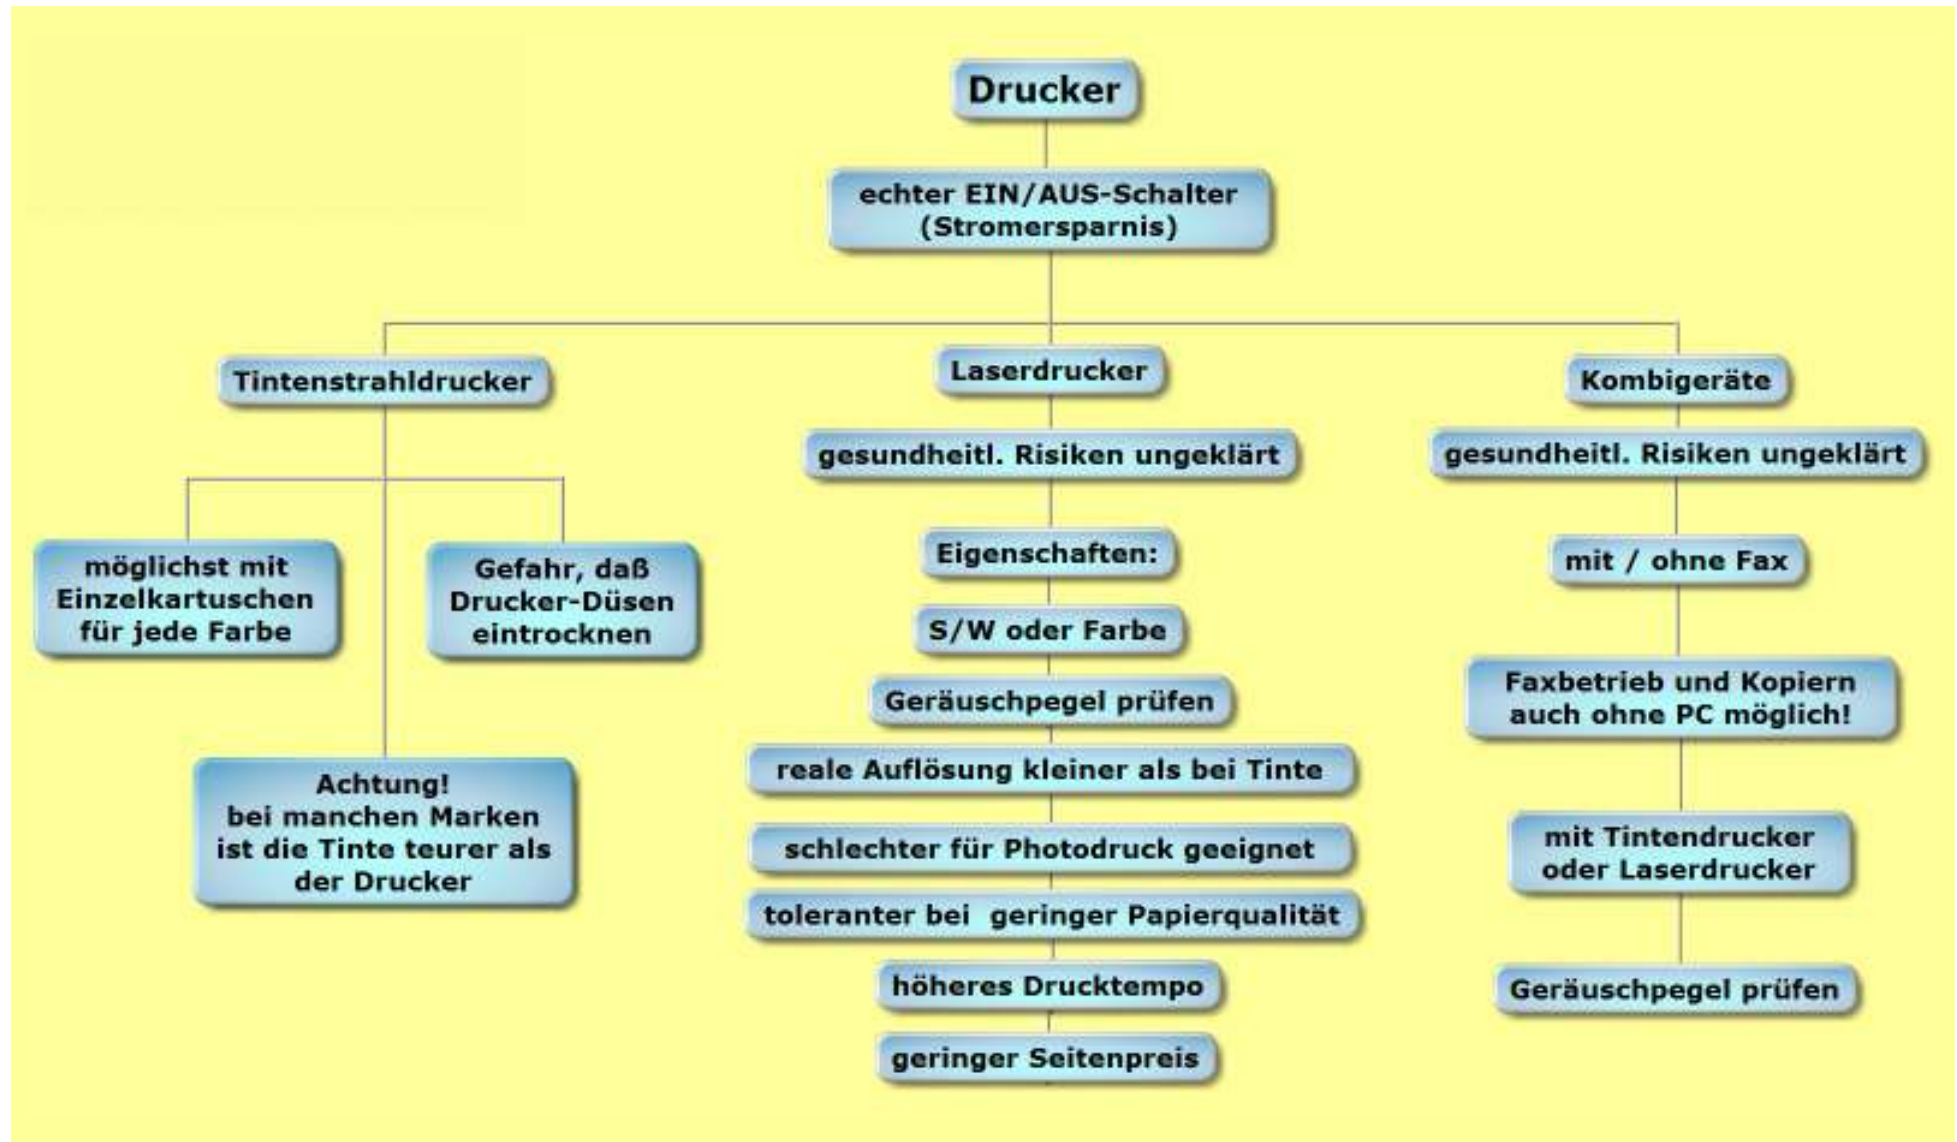 Drucker
echter EIN/AUS-Schalter
(Stromersparnis)
Tintenstrahldrucker
möglichst mit
Einzelkartuschen
für jede Farbe
Gefahr, daß
Drucker-Düsen
eintrocknen
Achtung!
bei manchen Marken
ist die Tinte teurer als
der Drucker
Laserdrucker
gesundheitl. Risiken ungeklärt
Eigenschaften:
S/W oder Farbe
Geräuschpegel prüfen
reale Auflösung kleiner als bei Tinte
schlechter für Photodruck geeignet
toleranter bei geringer Papierqualität
höheres Drucktempo
geringer Seitenpreis
Kombigeräte
gesundheitl. Risiken ungeklärt
mit / ohne Fax
Faxbetrieb und Kopiern
auch ohne PC möglich!
mit Tintendrucker
oder Laserdrucker
Geräuschpegel prüfen